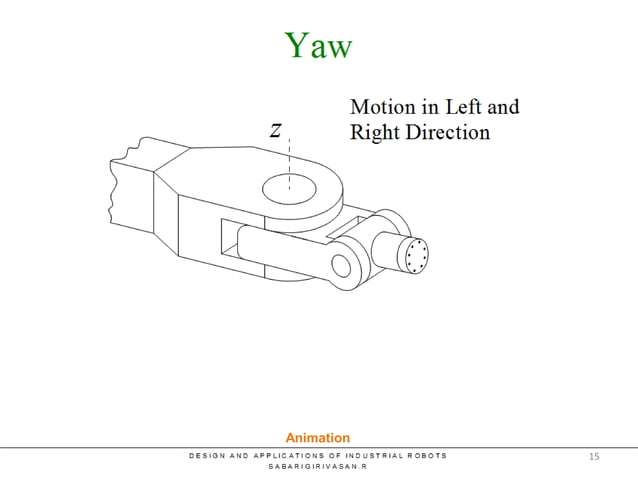 Yaw
Motion in Left and
Right Direction
z
Animation
DESIGN AND APPLICATIONS OF INDUSTRIAL ROBOTS
SABARIGIRIVASAN.R
15